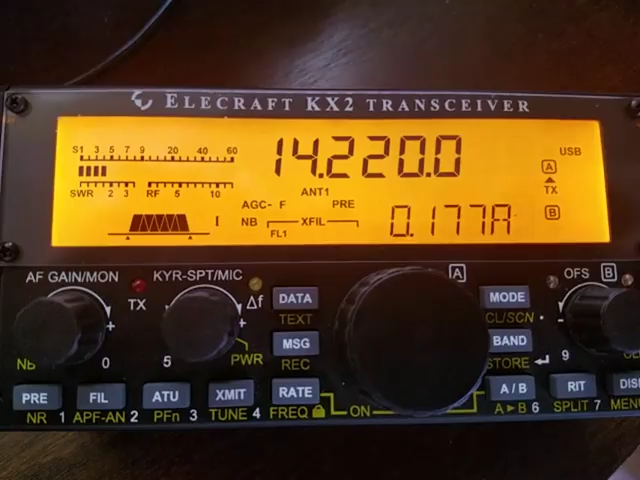 ELECRAFT KX2 TRANSCEIVER
S1 3 5 7 9 20 40 60
14.220.0
USB
SWR 2 3 RF 5 10
A
TX
B
ANT1
AGC- F PRE
NB XFIL
FL1
0.177A
I
AF GAIN/MON KYR-SPT/MIC
A
OFS B
TX
Δf
+ +
-
NB 0 5 PWR 9
DATA
TEXT
MSG
REC
RATE
FREQ
ON
MODE
CL/SCN •
BAND
STORE
PRE FIL ATU XMIT
A / B RIT
NR 1 APF-AN 2 PFn 3 TUNE 4
A►B 6 SPLIT 7 MENU